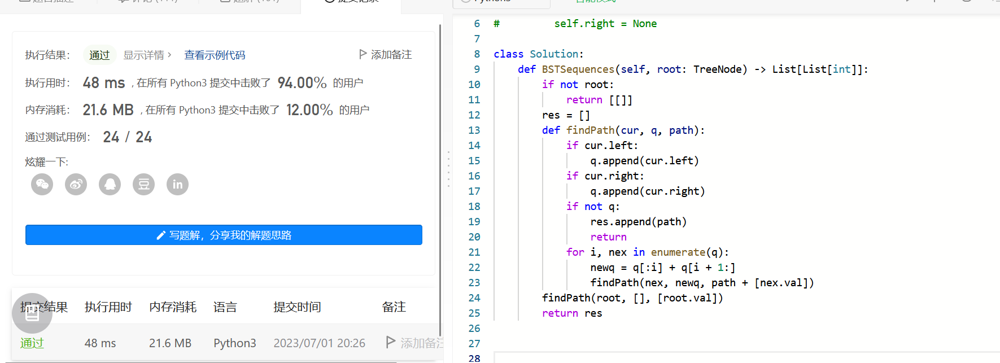 执行结果： 通过 显示详情 › 查看示例代码 添加备注
执行用时： 48 ms , 在所有 Python3 提交中击败了 94.00% 的用户
内存消耗： 21.6 MB , 在所有 Python3 提交中击败了 12.00% 的用户
通过测试用例： 24 / 24
炫耀一下:
豆 in
写题解，分享我的解题思路
提交结果 执行用时 内存消耗 语言 提交时间 备注
通过 48 ms 21.6 MB Python3 2023/07/01 20:26 添加备注
6 #         self.right = None
7
8 class Solution:
9     def BSTSequences(self, root: TreeNode) -> List[List[int]]:
10         if not root:
11             return [[]]
12         res = []
13         def findPath(cur, q, path):
14             if cur.left:
15                 q.append(cur.left)
16             if cur.right:
17                 q.append(cur.right)
18             if not q:
19                 res.append(path)
20                 return
21             for i, nex in enumerate(q):
22                 newq = q[:i] + q[i + 1:]
23                 findPath(nex, newq, path + [nex.val])
24         findPath(root, [], [root.val])
25         return res
26
27
28